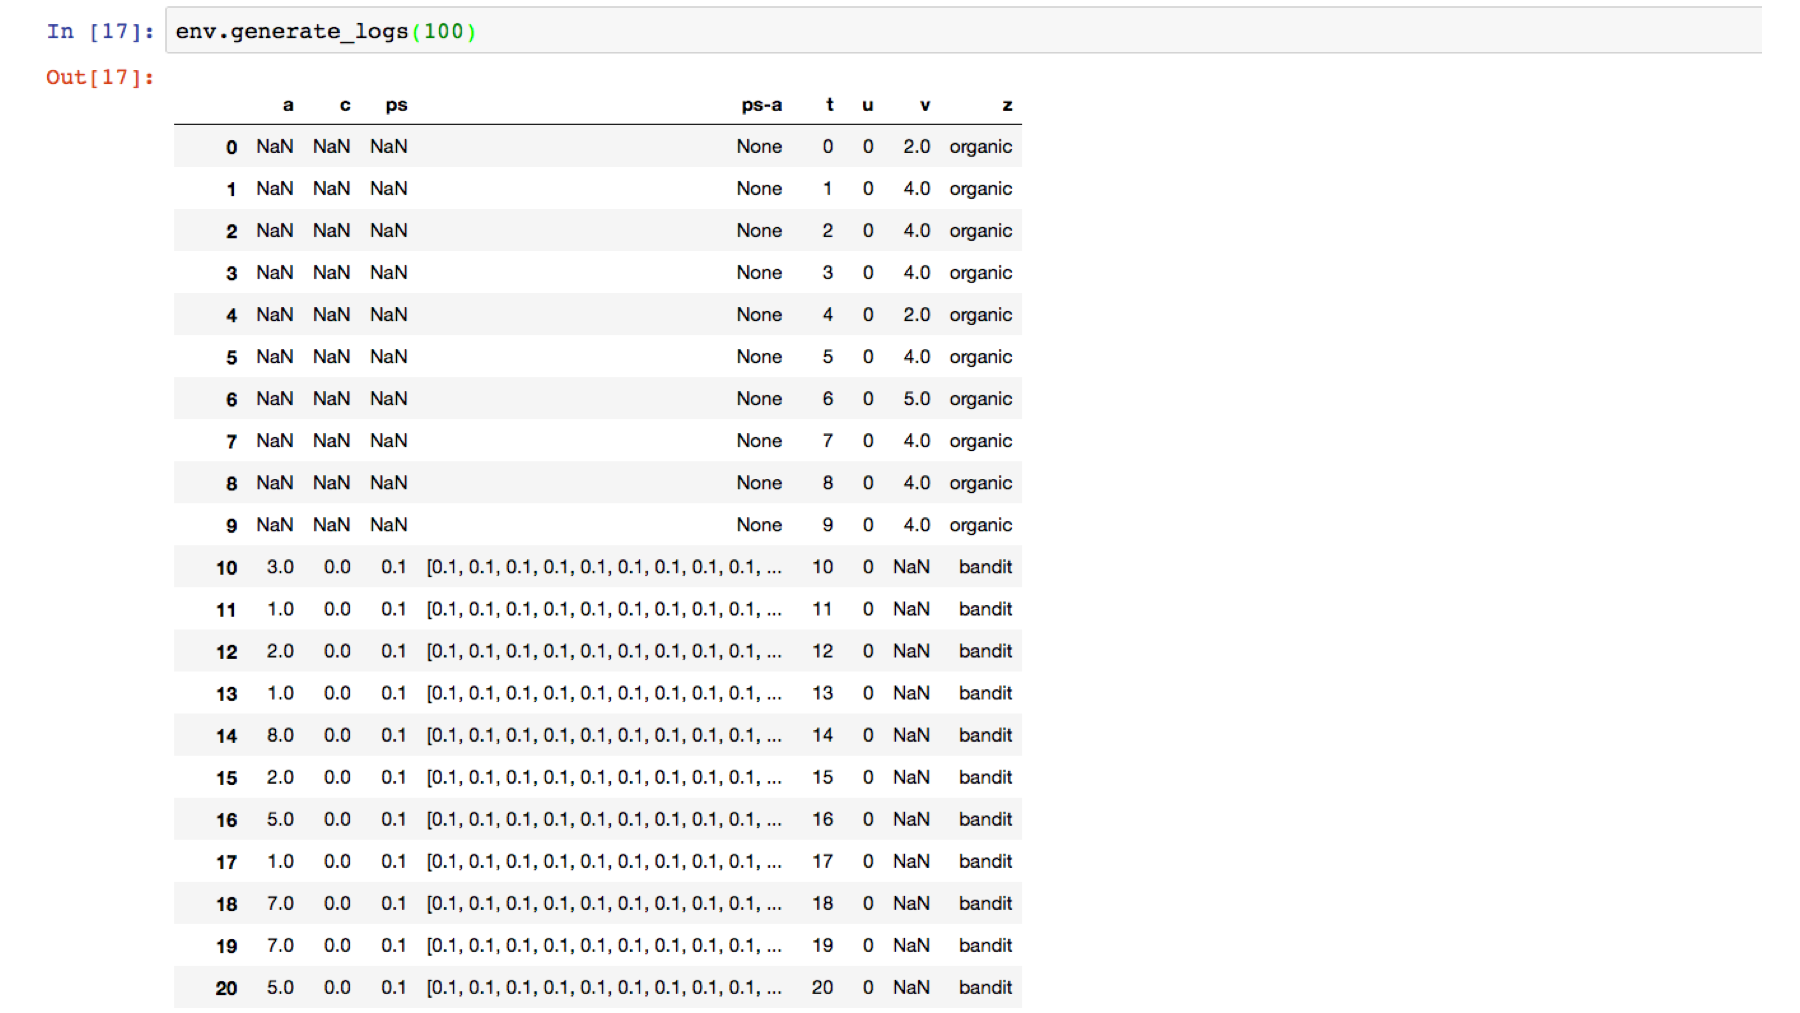 In [17]: env.generate_logs(100)
Out[17]:
a c ps ps-a t u v z
0 NaN NaN NaN None 0 0 2.0 organic
1 NaN NaN NaN None 1 0 4.0 organic
2 NaN NaN NaN None 2 0 4.0 organic
3 NaN NaN NaN None 3 0 4.0 organic
4 NaN NaN NaN None 4 0 2.0 organic
5 NaN NaN NaN None 5 0 4.0 organic
6 NaN NaN NaN None 6 0 5.0 organic
7 NaN NaN NaN None 7 0 4.0 organic
8 NaN NaN NaN None 8 0 4.0 organic
9 NaN NaN NaN None 9 0 4.0 organic
10 3.0 0.0 0.1 [0.1, 0.1, 0.1, 0.1, 0.1, 0.1, 0.1, 0.1, 0.1, ... 10 0 NaN bandit
11 1.0 0.0 0.1 [0.1, 0.1, 0.1, 0.1, 0.1, 0.1, 0.1, 0.1, 0.1, ... 11 0 NaN bandit
12 2.0 0.0 0.1 [0.1, 0.1, 0.1, 0.1, 0.1, 0.1, 0.1, 0.1, 0.1, ... 12 0 NaN bandit
13 1.0 0.0 0.1 [0.1, 0.1, 0.1, 0.1, 0.1, 0.1, 0.1, 0.1, 0.1, ... 13 0 NaN bandit
14 8.0 0.0 0.1 [0.1, 0.1, 0.1, 0.1, 0.1, 0.1, 0.1, 0.1, 0.1, ... 14 0 NaN bandit
15 2.0 0.0 0.1 [0.1, 0.1, 0.1, 0.1, 0.1, 0.1, 0.1, 0.1, 0.1, ... 15 0 NaN bandit
16 5.0 0.0 0.1 [0.1, 0.1, 0.1, 0.1, 0.1, 0.1, 0.1, 0.1, 0.1, ... 16 0 NaN bandit
17 1.0 0.0 0.1 [0.1, 0.1, 0.1, 0.1, 0.1, 0.1, 0.1, 0.1, 0.1, ... 17 0 NaN bandit
18 7.0 0.0 0.1 [0.1, 0.1, 0.1, 0.1, 0.1, 0.1, 0.1, 0.1, 0.1, ... 18 0 NaN bandit
19 7.0 0.0 0.1 [0.1, 0.1, 0.1, 0.1, 0.1, 0.1, 0.1, 0.1, 0.1, ... 19 0 NaN bandit
20 5.0 0.0 0.1 [0.1, 0.1, 0.1, 0.1, 0.1, 0.1, 0.1, 0.1, 0.1, ... 20 0 NaN bandit